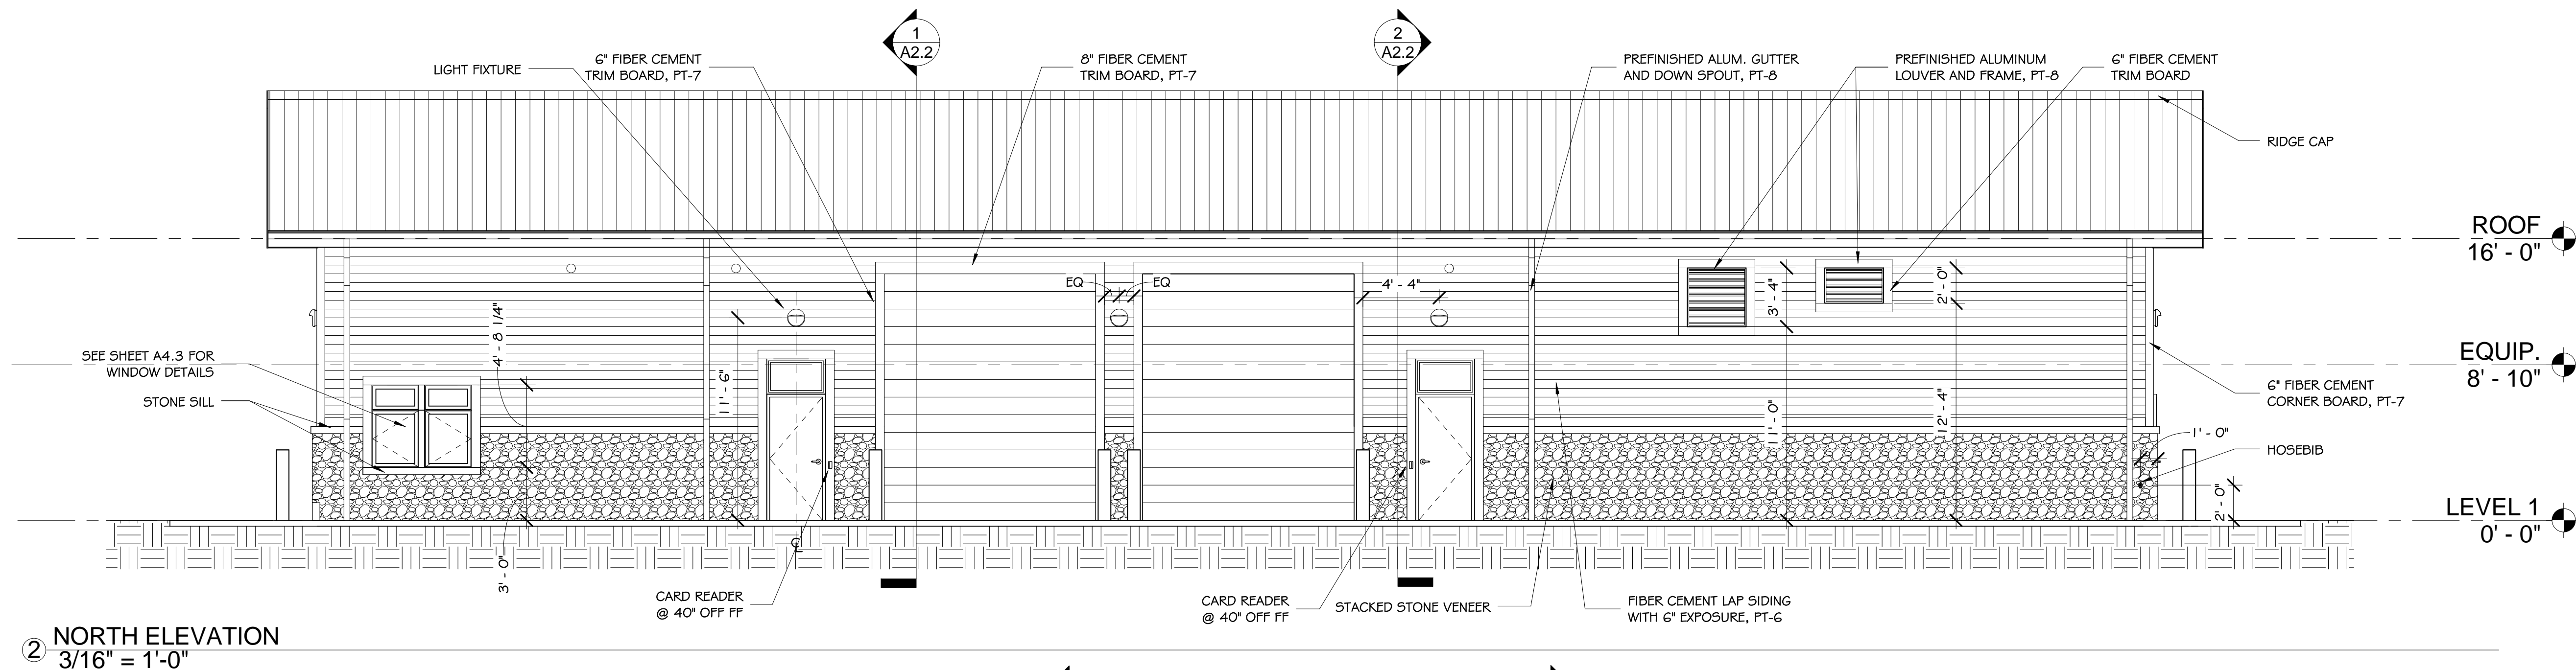 1
A2.2
2
A2.2
LIGHT FIXTURE
6" FIBER CEMENT
TRIM BOARD, PT-7
8" FIBER CEMENT
TRIM BOARD, PT-7
PREFINISHED ALUM. GUTTER
AND DOWN SPOUT, PT-8
PREFINISHED ALUMINUM
LOUVER AND FRAME, PT-8
6" FIBER CEMENT
TRIM BOARD
RIDGE CAP
ROOF
16' - 0"
EQ
EQ
4' - 4"
3' - 4"
2' - 0"
4' - 8 1/4"
SEE SHEET A4.3 FOR
WINDOW DETAILS
STONE SILL
11' - 6"
EQUIP.
8' - 10"
6" FIBER CEMENT
CORNER BOARD, PT-7
11' - 0"
12' - 4"
1' - 0"
HOSEBIB
2' - 0"
LEVEL 1
0' - 0"
3' - 0"
CARD READER
@ 40" OFF FF
CARD READER
@ 40" OFF FF
STACKED STONE VENEER
FIBER CEMENT LAP SIDING
WITH 6" EXPOSURE, PT-6
2
NORTH ELEVATION
3/16" = 1'-0"